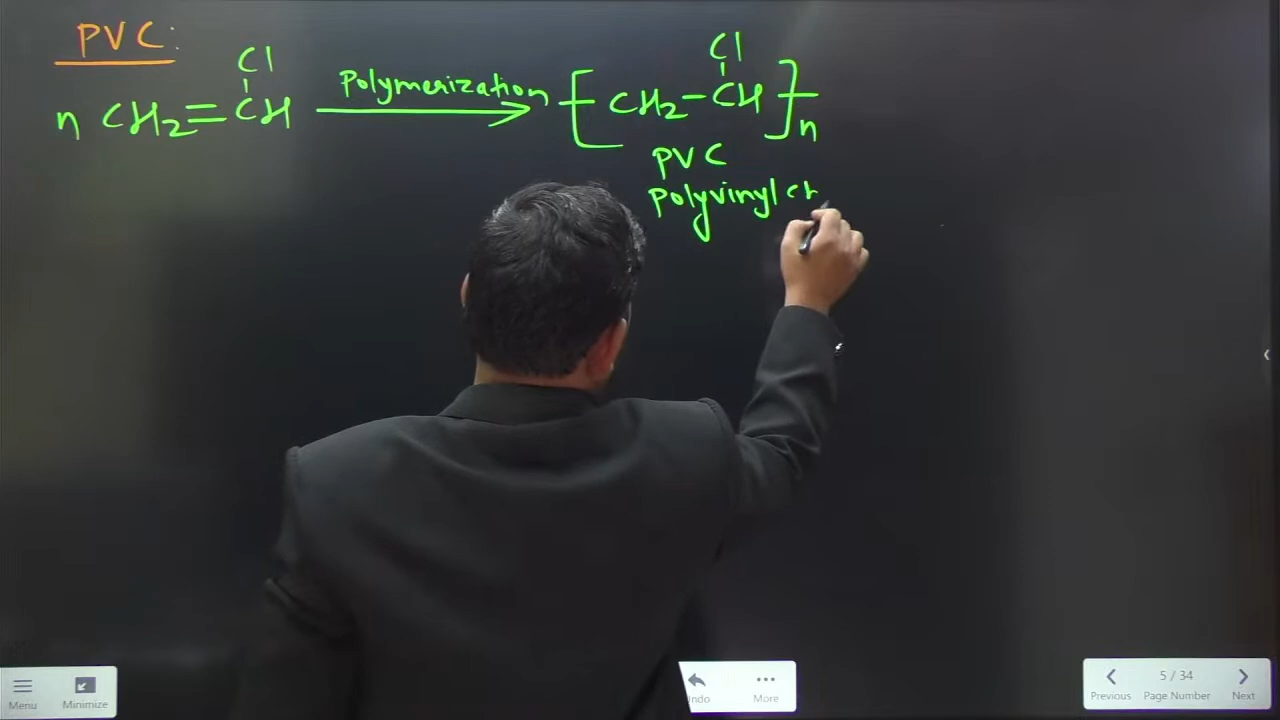 PVC:
Cl
n CH₂=CH
Polymerization
Cl
[CH₂-CH]n
PVC
Polyvinyl ch
ndo
More
Menu
Minimize
Previous
5 / 34
Page Number
Next